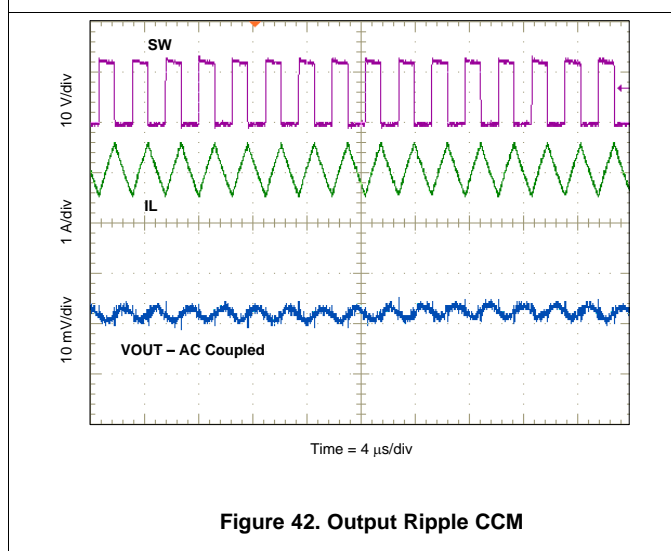 SW
10 V/div
IL
1 A/div
10 mV/div
VOUT – AC Coupled
Time = 4 μs/div
Figure 42. Output Ripple CCM